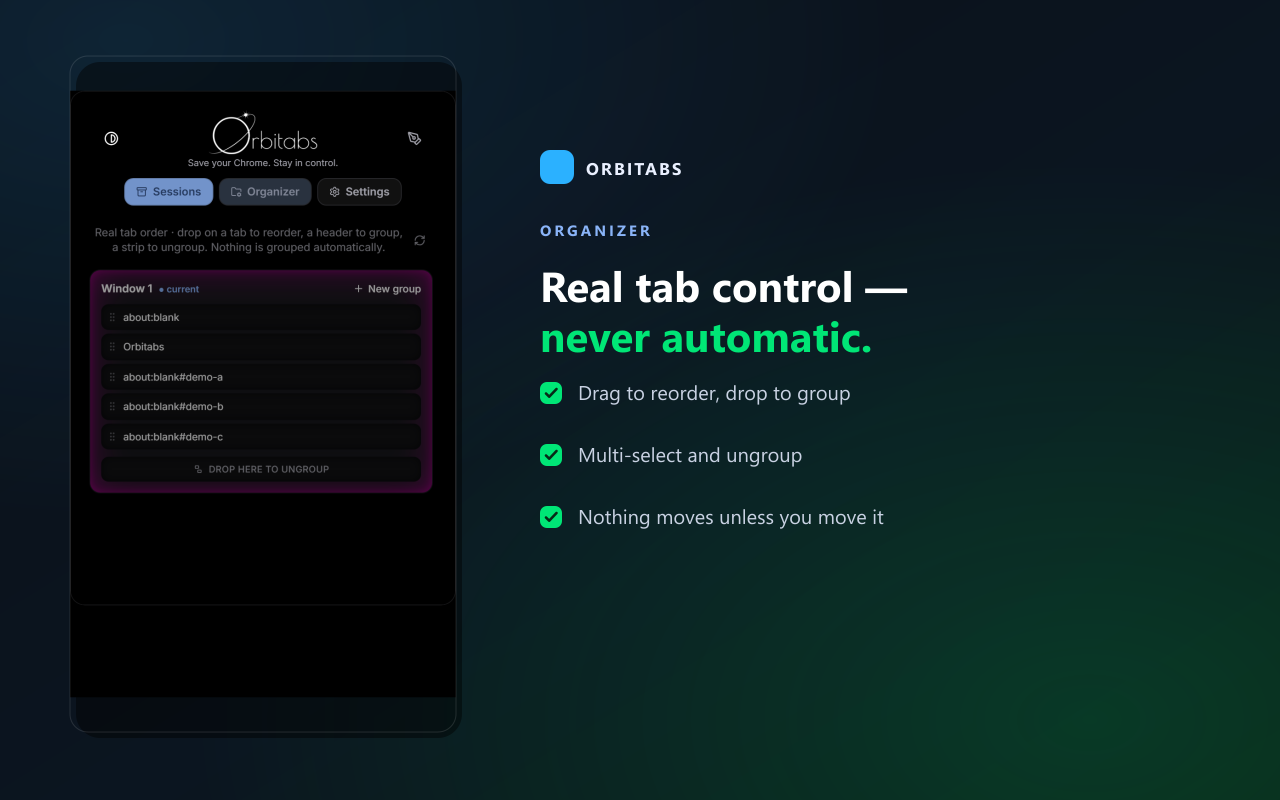 Orbitabs
Save your Chrome. Stay in control.
Sessions
Organizer
Settings
Real tab order · drop on a tab to reorder, a header to group,
a strip to ungroup. Nothing is grouped automatically.
Window 1 • current
+ New group
about:blank
Orbitabs
about:blank#demo-a
about:blank#demo-b
about:blank#demo-c
DROP HERE TO UNGROUP
ORBITABS
ORGANIZER
Real tab control —
never automatic.
Drag to reorder, drop to group
Multi-select and ungroup
Nothing moves unless you move it